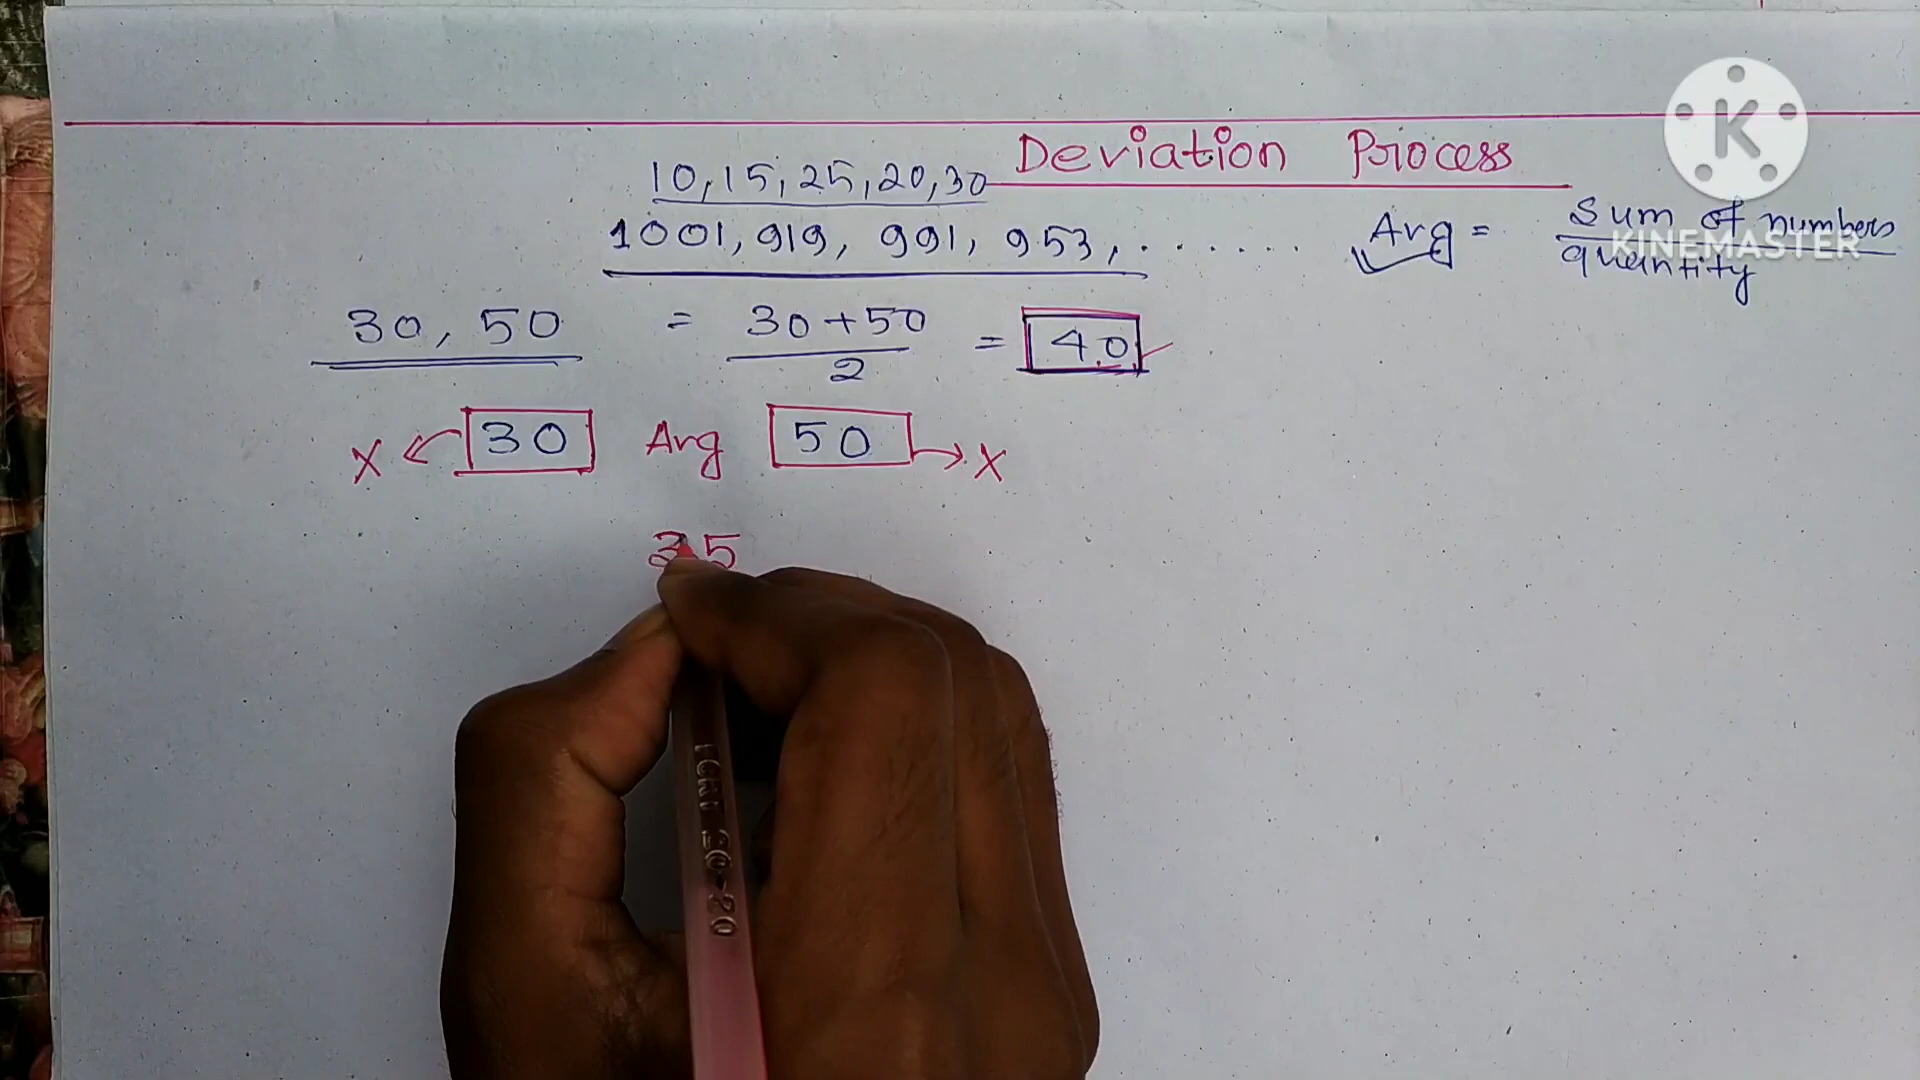 Deviation Process
10, 15, 25, 20, 30
1001, 919, 991, 953, . . . . . . .
Avg = Sum of numbers
quantity
K
KINEMASTER
30, 50 = 30+50 = 40
2
X 30 Avg 50 X
35